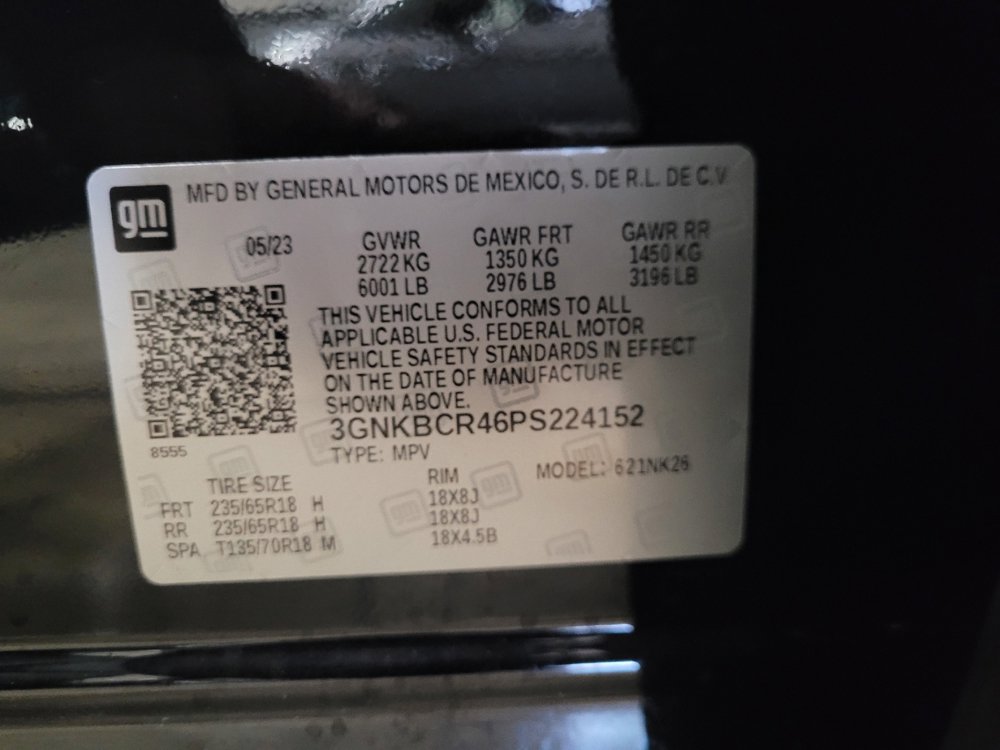 gm
MFD BY GENERAL MOTORS DE MEXICO, S. DE R.L. DE C.V
05/23 GVWR GAWR FRT GAWR RR
2722 KG 1350 KG 1450 KG
6001 LB 2976 LB 3196 LB
THIS VEHICLE CONFORMS TO ALL
APPLICABLE U.S. FEDERAL MOTOR
VEHICLE SAFETY STANDARDS IN EFFECT
ON THE DATE OF MANUFACTURE
SHOWN ABOVE.
3GNKBCR46PS224152
8555
TYPE: MPV
MODEL: 621NK26
TIRE SIZE RIM
FRT 235/65R18 H 18X8J
RR 235/65R18 H 18X8J
SPA T135/70R18 M 18X4.5B